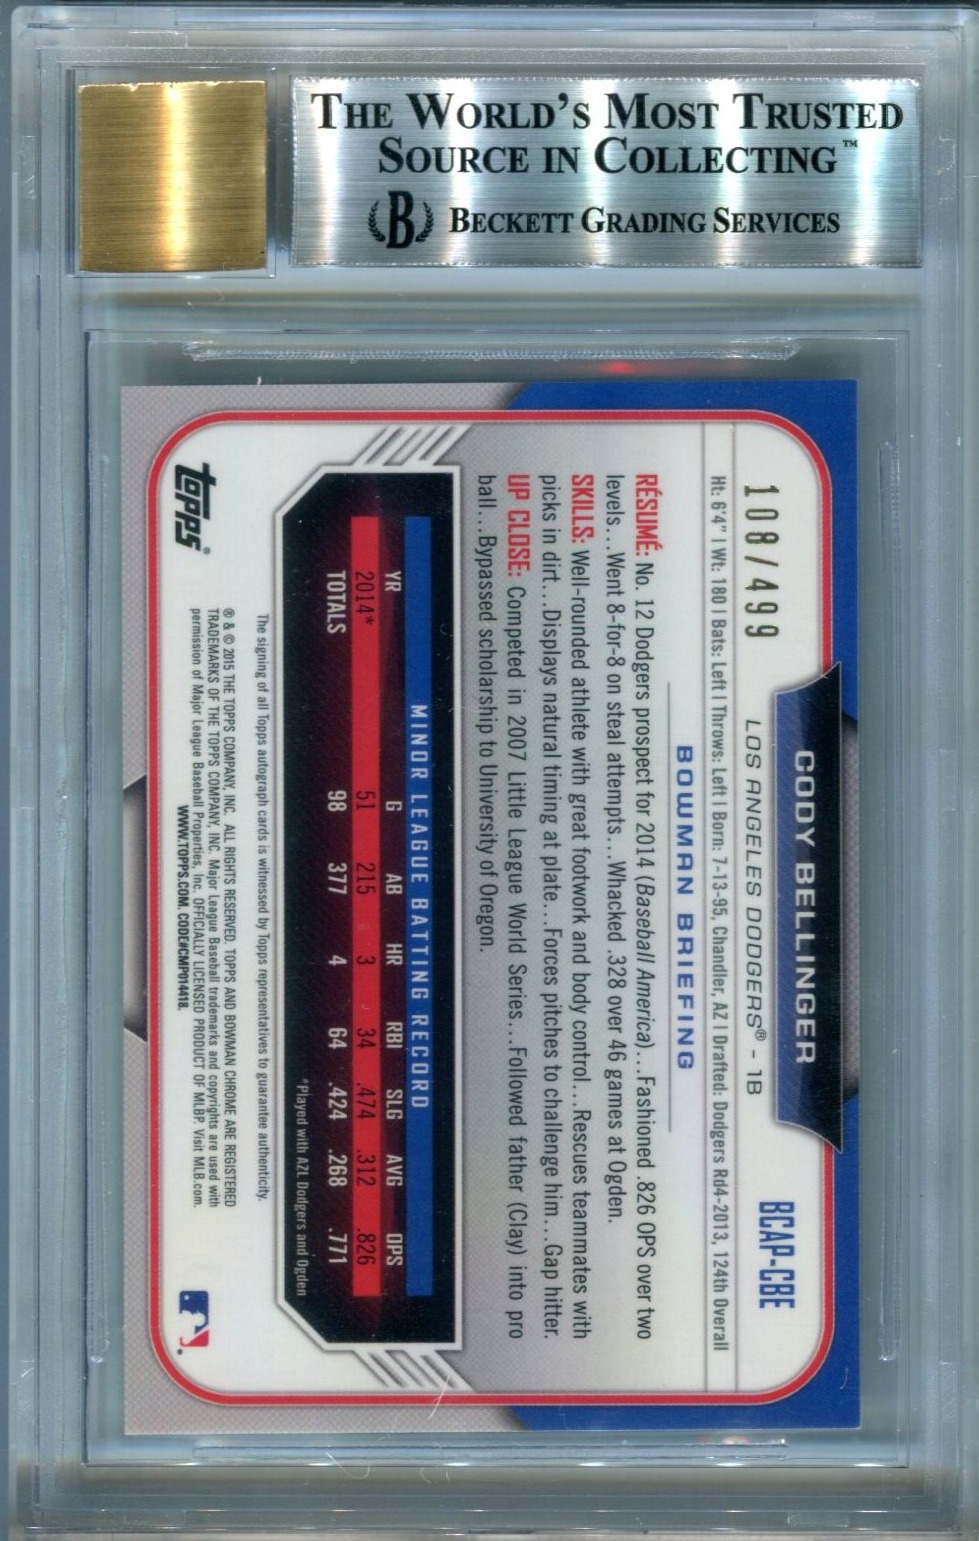 THE WORLD'S MOST TRUSTED
SOURCE IN COLLECTING™
B BECKETT GRADING SERVICES
108/499
CODY BELLINGER
BCAP-CBE
LOS ANGELES DODGERS® - 1B
Ht: 6'4" | Wt: 180 | Bats: Left | Throws: Left | Born: 7-13-95, Chandler, AZ | Drafted: Dodgers Rd4-2013, 124th Overall
BOWMAN BRIEFING
RÉSUMÉ: No. 12 Dodgers prospect for 2014 (Baseball America)...Fashioned .826 OPS over two
levels...Went 8-for-8 on steal attempts...Whacked .328 over 46 games at Ogden.
SKILLS: Well-rounded athlete with great footwork and body control...Rescues teammates with
picks in dirt...Displays natural timing at plate...Forces pitches to challenge him...Gap hitter.
UP CLOSE: Competed in 2007 Little League World Series...Followed father (Clay) into pro
ball...Bypassed scholarship to University of Oregon.
MINOR LEAGUE BATTING RECORD
YR G AB HR RBI SLG AVG OPS
2014* 51 215 3 34 .474 .312 .826
TOTALS 98 377 4 64 .424 .268 .771
*Played with AZL Dodgers and Ogden
The signing of all Topps autograph cards is witnessed by Topps representatives to guarantee authenticity.
® & © 2015 THE TOPPS COMPANY, INC. ALL RIGHTS RESERVED. TOPPS AND BOWMAN CHROME ARE REGISTERED
TRADEMARKS OF THE TOPPS COMPANY, INC. Major League Baseball trademarks and copyrights are used with
permission of Major League Baseball Properties, Inc. OFFICIALLY LICENSED PRODUCT OF MLBP. Visit MLB.com.
WWW.TOPPS.COM. CODE#CMP014418.
topps®